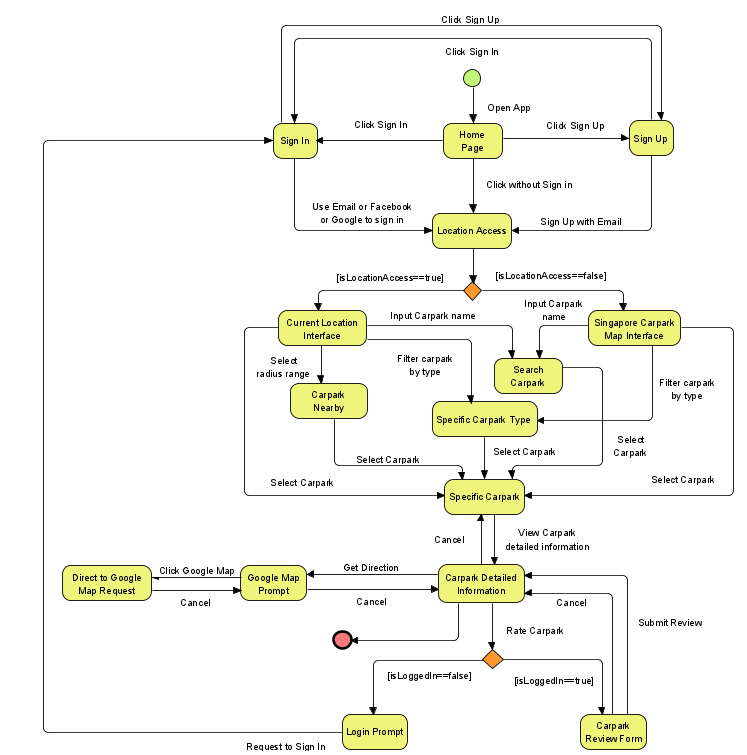 Click Sign Up
Click Sign In
Open App
Click Sign In
Click Sign Up
Sign In
Home
Page
Sign Up
Click without Sign in
Use Email or Facebook
or Google to sign in
Sign Up with Email
Location Access
[isLocationAccess==true]
[isLocationAccess==false]
Input Carpark name
Input Carpark
name
Current Location
Interface
Singapore Carpark
Map Interface
Select
radius range
Filter carpark
by type
Search
Carpark
Filter carpark
by type
Carpark
Nearby
Specific Carpark Type
Select Carpark
Select Carpark
Select
Carpark
Select Carpark
Select Carpark
Specific Carpark
Cancel
View Carpark
detailed information
Click Google Map
Get Direction
Direct to Google
Map Request
Google Map
Prompt
Carpark Detailed
Information
Cancel
Cancel
Cancel
Submit Review
Rate Carpark
[isLoggedIn==false]
[isLoggedIn==true]
Login Prompt
Carpark
Review Form
Request to Sign In